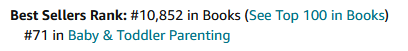 Best Sellers Rank: #10,852 in Books (See Top 100 in Books)
#71 in Baby & Toddler Parenting